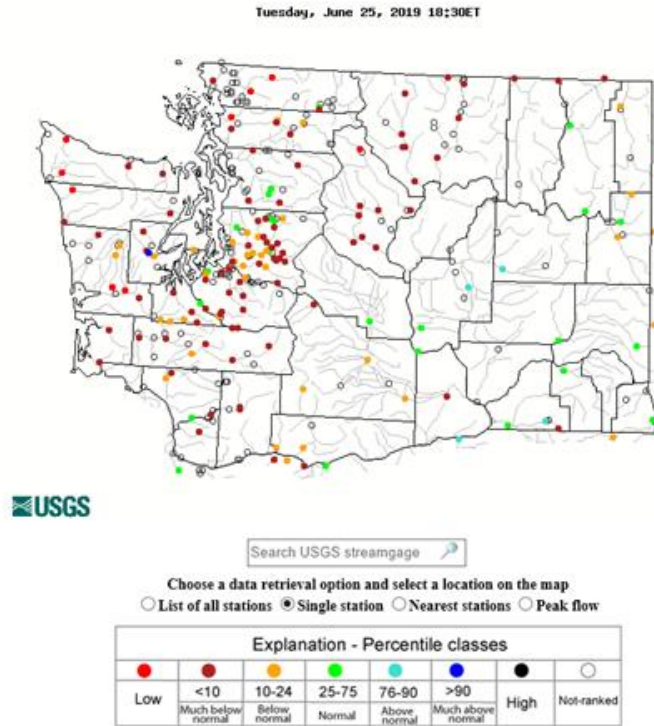 Tuesday, June 25, 2019 18:30ET
USGS
Search USGS streamgage
Choose a data retrieval option and select a location on the map
List of all stations Single station Nearest stations Peak flow
Explanation - Percentile classes
Low <10 10-24 25-75 76-90 >90 High Not-ranked
Much below normal Below normal Normal Above normal Much above normal